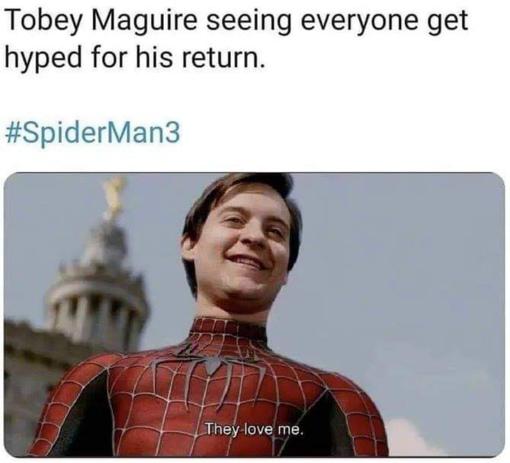 Tobey Maguire seeing everyone get
hyped for his return.
#SpiderMan3
They love me.